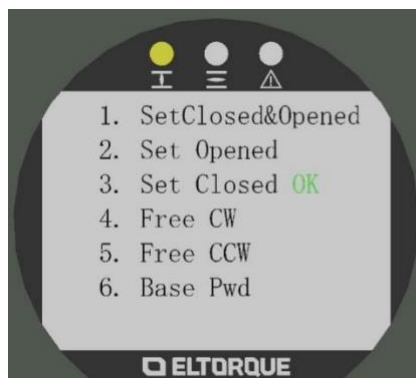 1. SetClosed&Opened
2. Set Opened
3. Set Closed OK
4. Free CW
5. Free CCW
6. Base Pwd
ELTORQUE